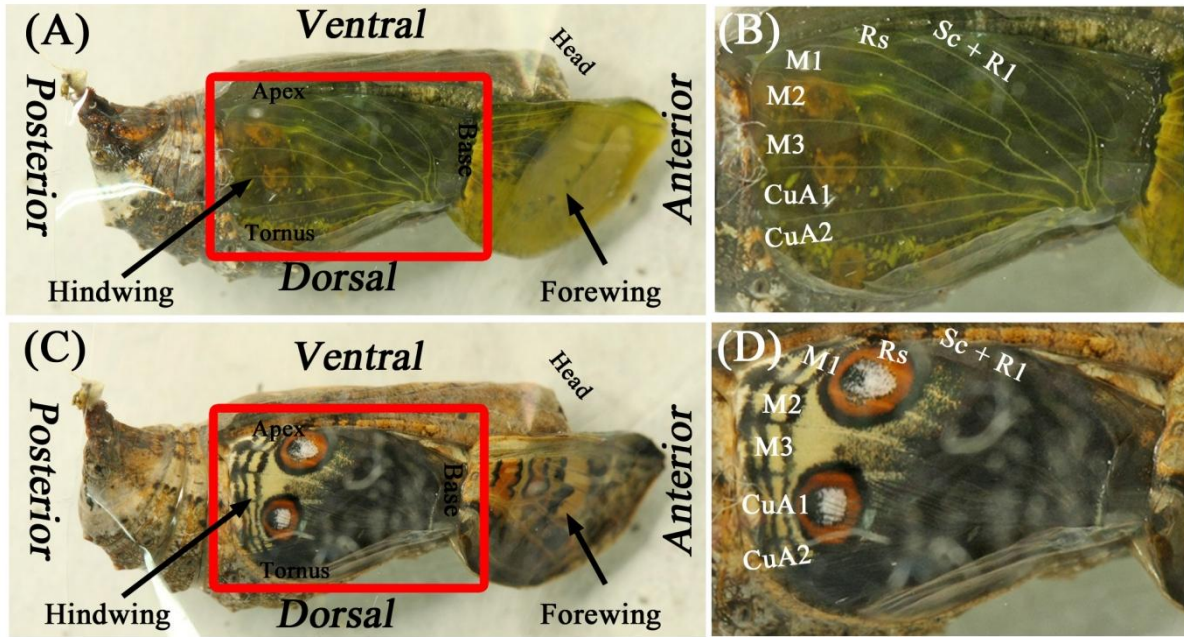 (A)
Ventral
Head
Posterior
Apex
Base
Anterior
Tornus
Hindwing
Dorsal
Forewing
(B)
Sc + R1
Rs
M1
M2
M3
CuA1
CuA2
(C)
Ventral
Head
Posterior
Apex
Base
Anterior
Tornus
Hindwing
Dorsal
Forewing
(D)
Sc + R1
Rs
M1
M2
M3
CuA1
CuA2